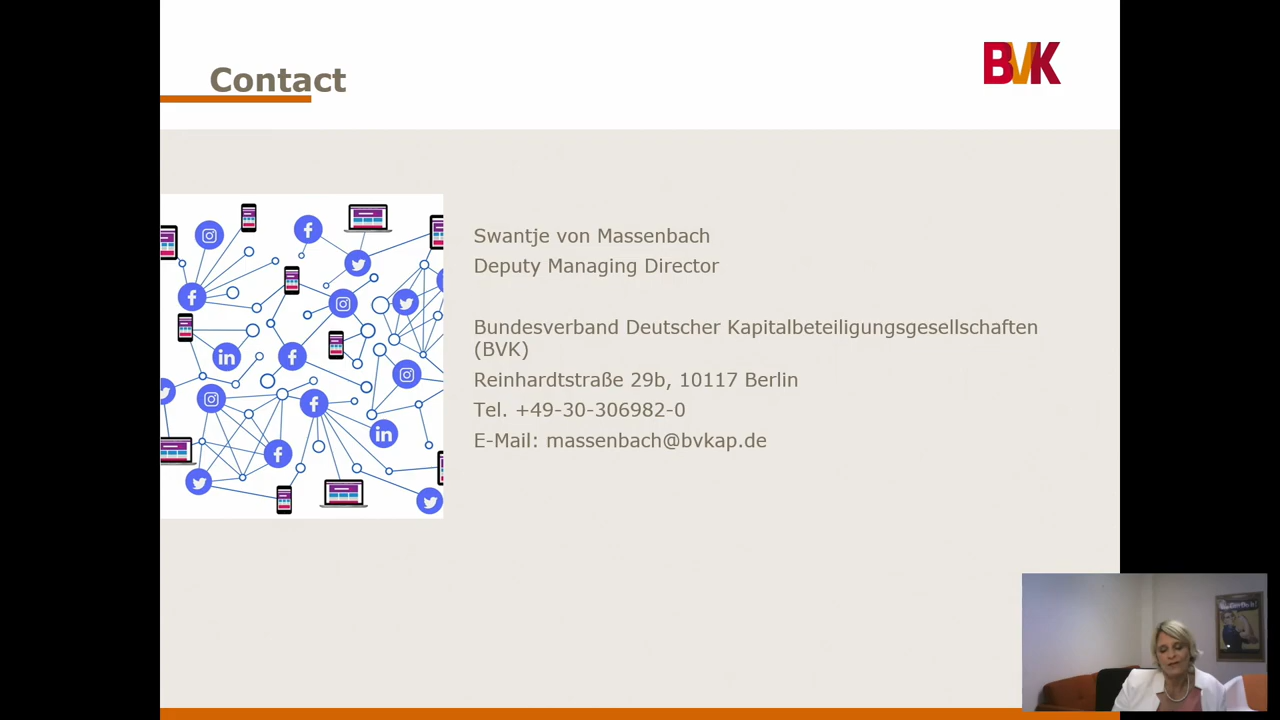 Contact
BVK
Swantje von Massenbach
Deputy Managing Director
Bundesverband Deutscher Kapitalbeteiligungsgesellschaften
(BVK)
Reinhardtstraße 29b, 10117 Berlin
Tel. +49-30-306982-0
E-Mail: massenbach@bvkap.de